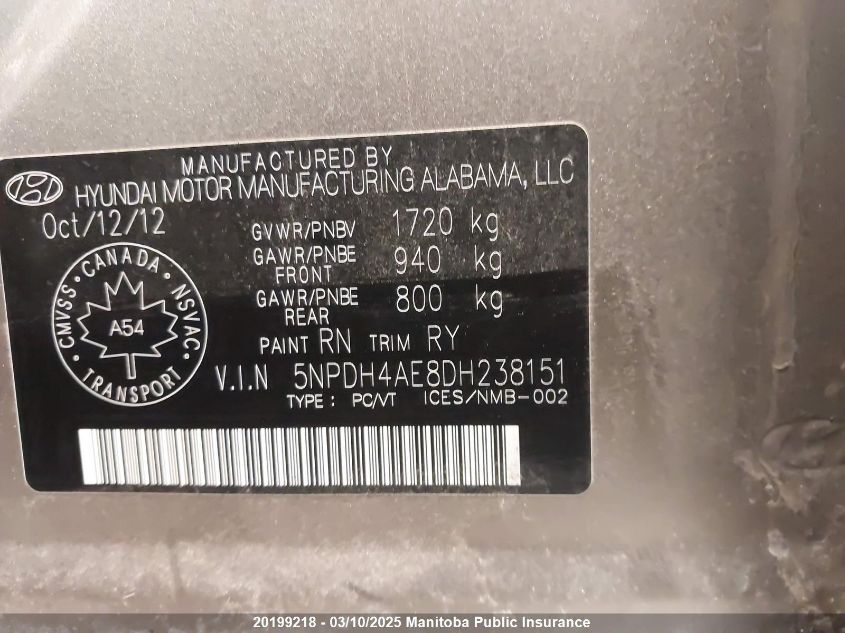 MANUFACTURED BY
HYUNDAI MOTOR MANUFACTURING ALABAMA, LLC
Oct/12/12
GVWR/PNBV 1720 kg
GAWR/PNBE FRONT 940 kg
GAWR/PNBE REAR 800 kg
CANADA
CMVSS NSVAC
A54
TRANSPORT
PAINT RN TRIM RY
V.I.N 5NPDH4AE8DH238151
TYPE : PC/VT ICES/NMB-002
20199218 - 03/10/2025 Manitoba Public Insurance